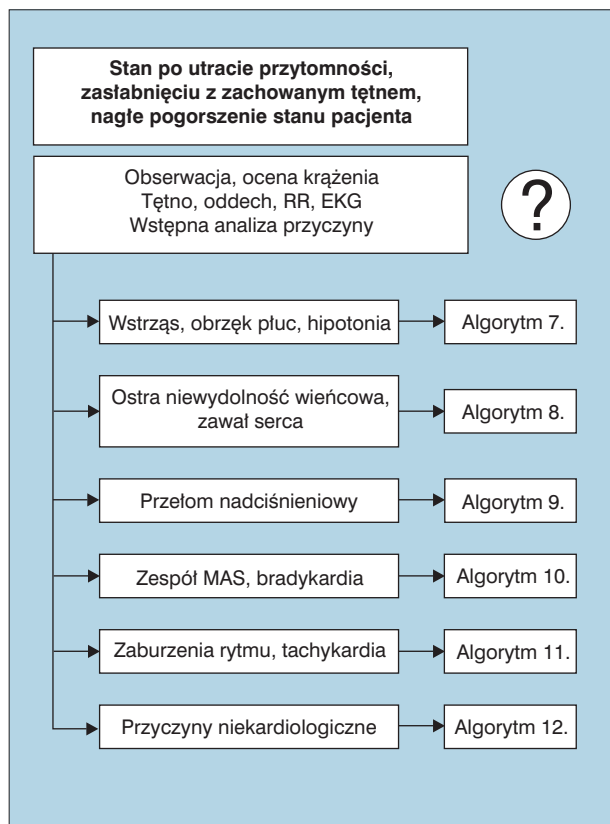 Stan po utracie przytomności,
zasłabnięciu z zachowanym tętnem,
nagłe pogorszenie stanu pacjenta
Obserwacja, ocena krążenia
Tętno, oddech, RR, EKG
Wstępna analiza przyczyny
?
Wstrząs, obrzęk płuc, hipotonia
Algorytm 7.
Ostra niewydolność wieńcowa,
zawał serca
Algorytm 8.
Przełom nadciśnieniowy
Algorytm 9.
Zespół MAS, bradykardia
Algorytm 10.
Zaburzenia rytmu, tachykardia
Algorytm 11.
Przyczyny niekardiologiczne
Algorytm 12.